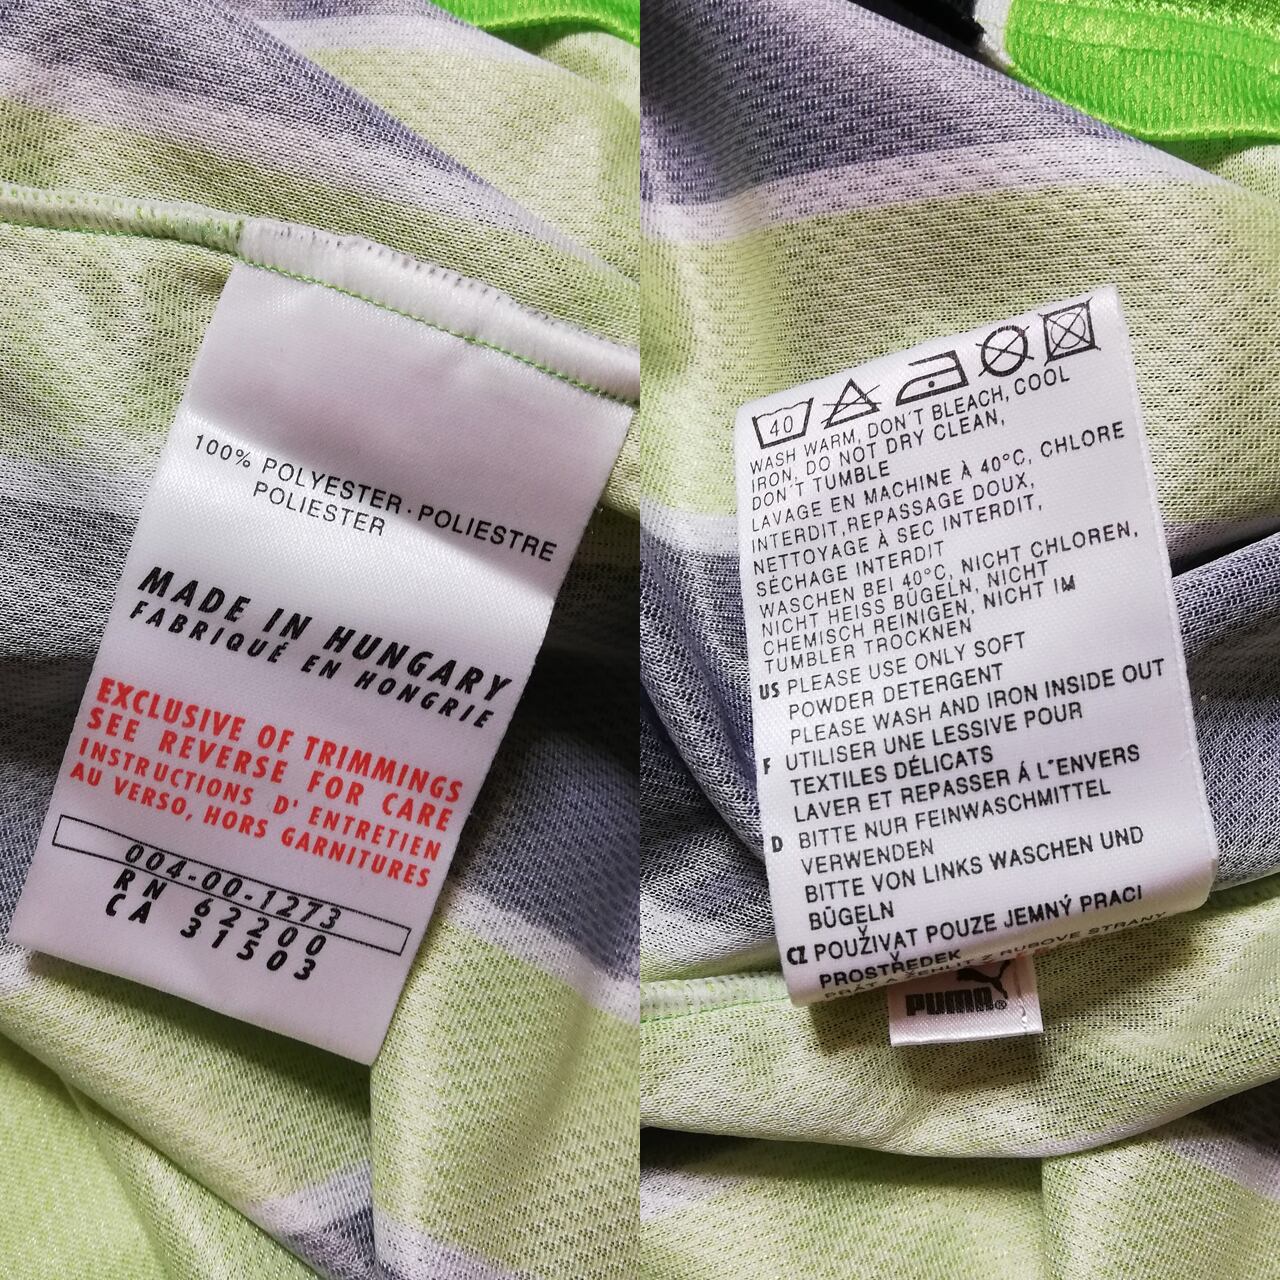 100% POLYESTER·POLIESTRE
POLIESTER
MADE IN HUNGARY
FABRIQUÉ EN HONGRIE
EXCLUSIVE OF TRIMMINGS
SEE REVERSE FOR CARE
INSTRUCTIONS D'ENTRETIEN
AU VERSO, HORS GARNITURES
004-00-1273
RN 62200
CA 31503
40
WASH WARM, DON'T BLEACH, COOL
IRON, DO NOT DRY CLEAN,
DON'T TUMBLE
LAVAGE EN MACHINE À 40°C, CHLORE
INTERDIT, REPASSAGE DOUX,
NETTOYAGE À SEC INTERDIT,
SÉCHAGE INTERDIT
WASCHEN BEI 40°C, NICHT CHLOREN,
NICHT HEISS BÜGELN, NICHT
CHEMISCH REINIGEN, NICHT IM
TUMBLER TROCKNEN
US PLEASE USE ONLY SOFT
POWDER DETERGENT
PLEASE WASH AND IRON INSIDE OUT
F UTILISER UNE LESSIVE POUR
TEXTILES DÉLICATS
LAVER ET REPASSER Á L'ENVERS
D BITTE NUR FEINWASCHMITTEL
VERWENDEN
BITTE VON LINKS WASCHEN UND
BÜGELN
CZ POUŽÍVAT POUZE JEMNÝ PRACI
PROSTŘEDEK
PRÁT A ŽEHLIT Z RUBOVE STRANY
PUMA®